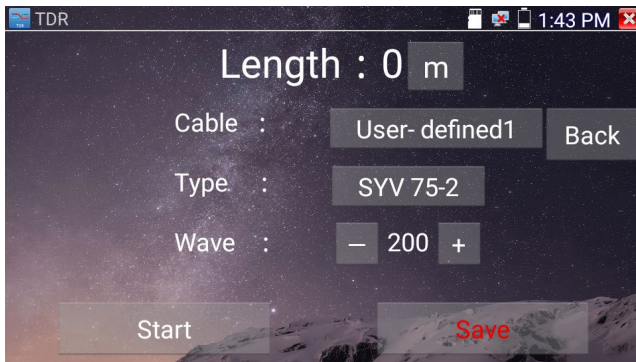 TDR 1:43 PM
Length : 0 m
Cable : User- defined1 Back
Type : SYV 75-2
Wave : — 200 +
Start Save